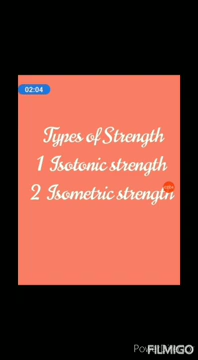 02:04
Types of Strength
1 Isotonic strength
2 Isometric strength
FILMIGO